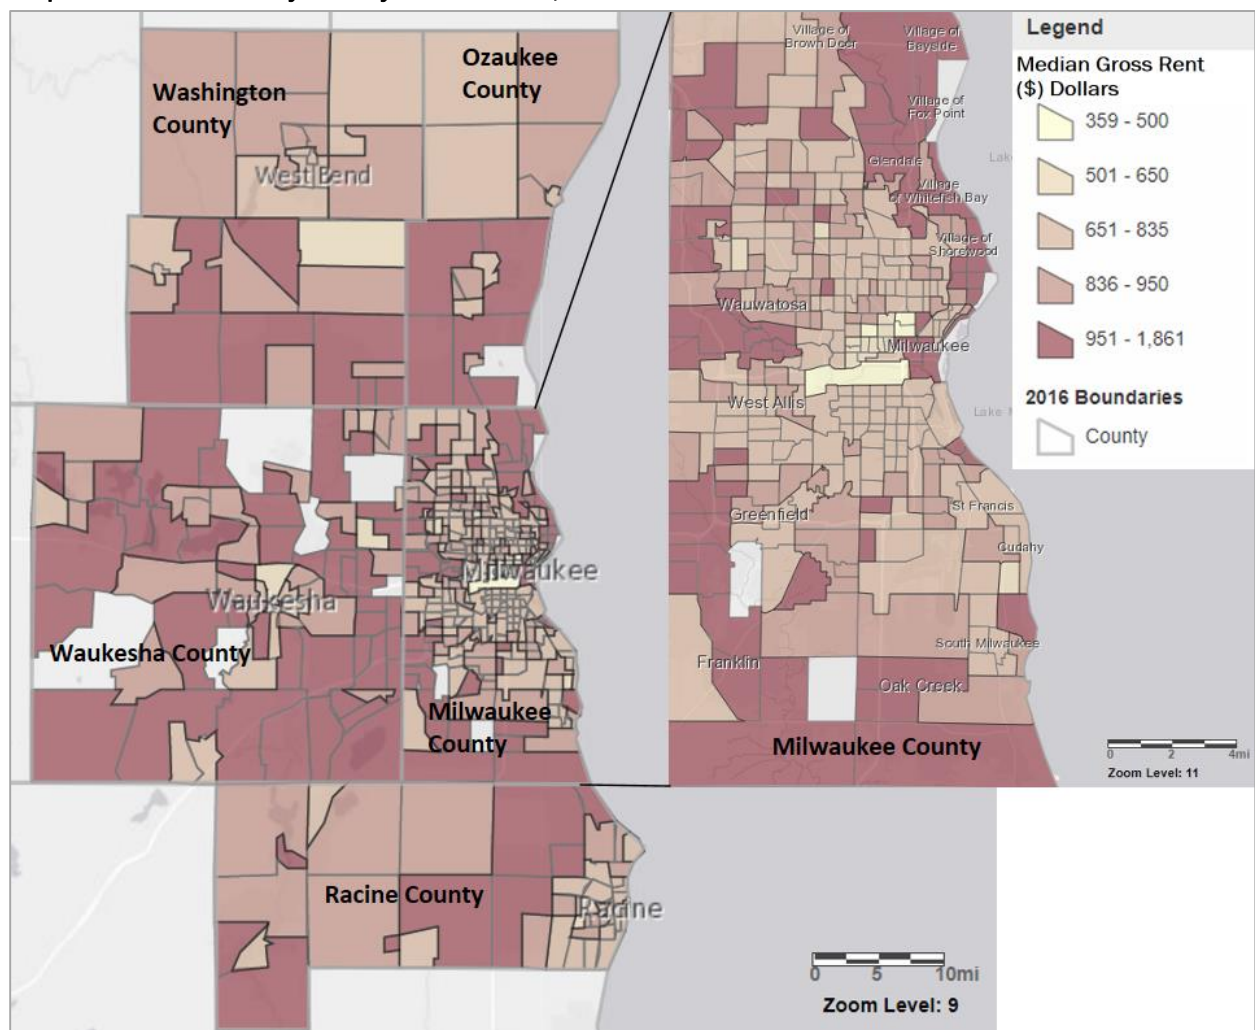 Washington
County
Ozaukee
County
West Bend
Milwaukee
Waukesha
Waukesha County
Milwaukee
County
Racine County
Racine
0 5 10mi
Zoom Level: 9
Village of
Brown Deer
Village of
Bayside
Village of
Fox Point
Glendale
Lake
Village
of Whitefish Bay
Village of
Shorewood
Wauwatosa
Milwaukee
West Allis
Lake M
Greenfield
St Francis
Cudahy
South Milwaukee
Franklin
Oak Creek
Milwaukee County
0 2 4mi
Zoom Level: 11
Legend
Median Gross Rent
($) Dollars
359 - 500
501 - 650
651 - 835
836 - 950
951 - 1,861
2016 Boundaries
County